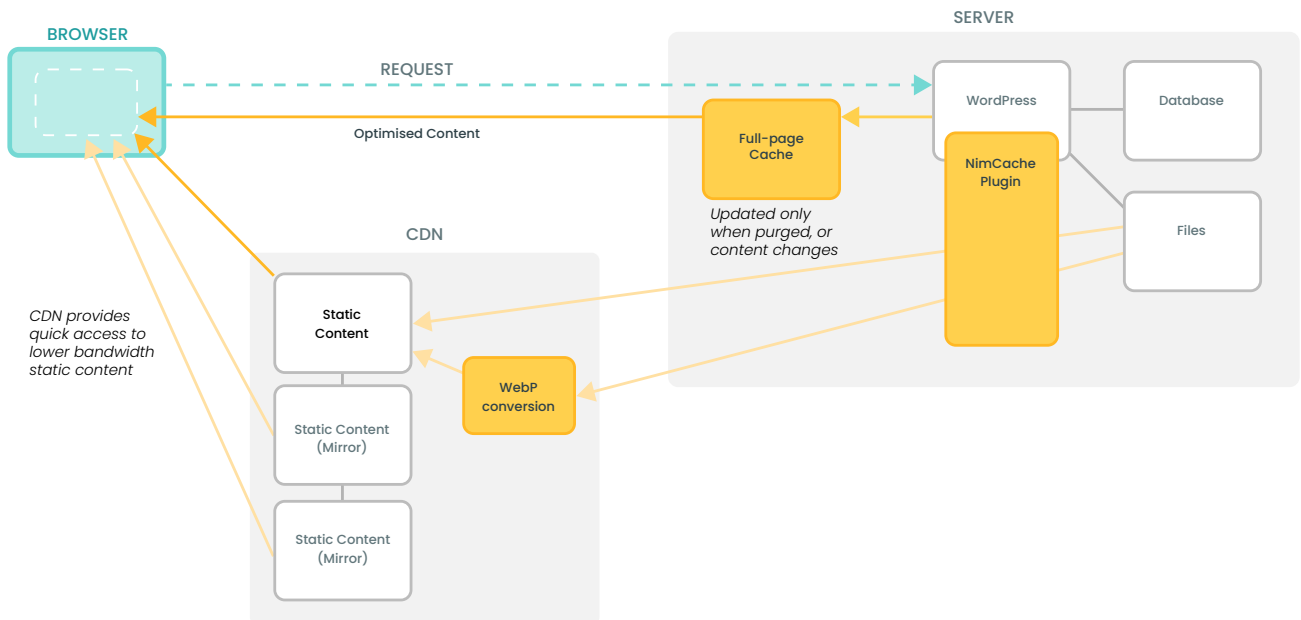 SERVER
BROWSER
REQUEST
WordPress
Database
Optimised Content
Full-page
Cache
NimCache
Plugin
Updated only
when purged, or
content changes
Files
CDN
CDN provides
quick access to
lower bandwidth
static content
Static
Content
WebP
conversion
Static Content
(Mirror)
Static Content
(Mirror)